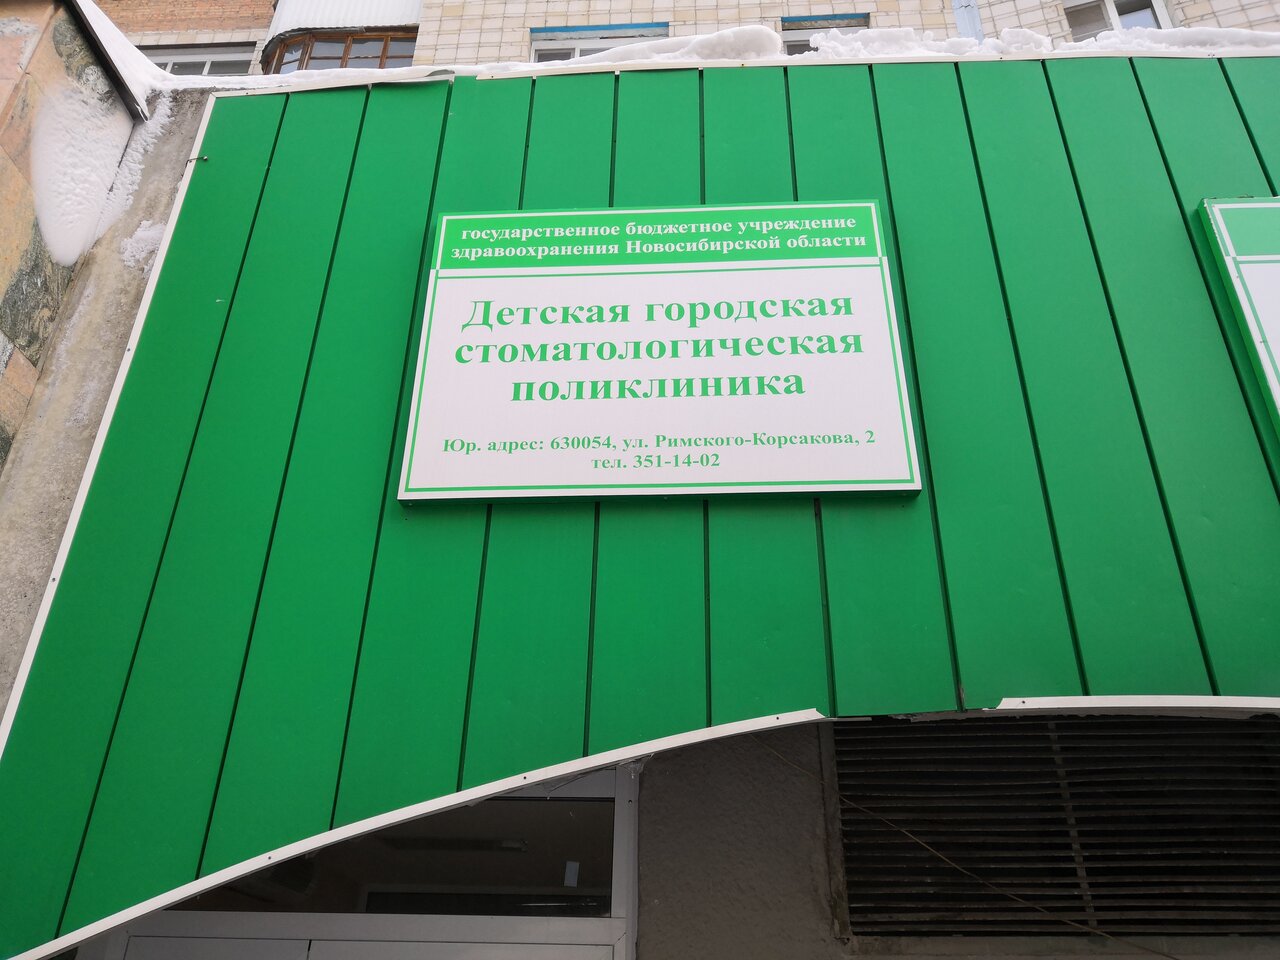 государственное бюджетное учреждение
здравоохранения Новосибирской области
Детская городская
стоматологическая
поликлиника
Юр. адрес: 630054, ул. Римского-Корсакова, 2
тел. 351-14-02